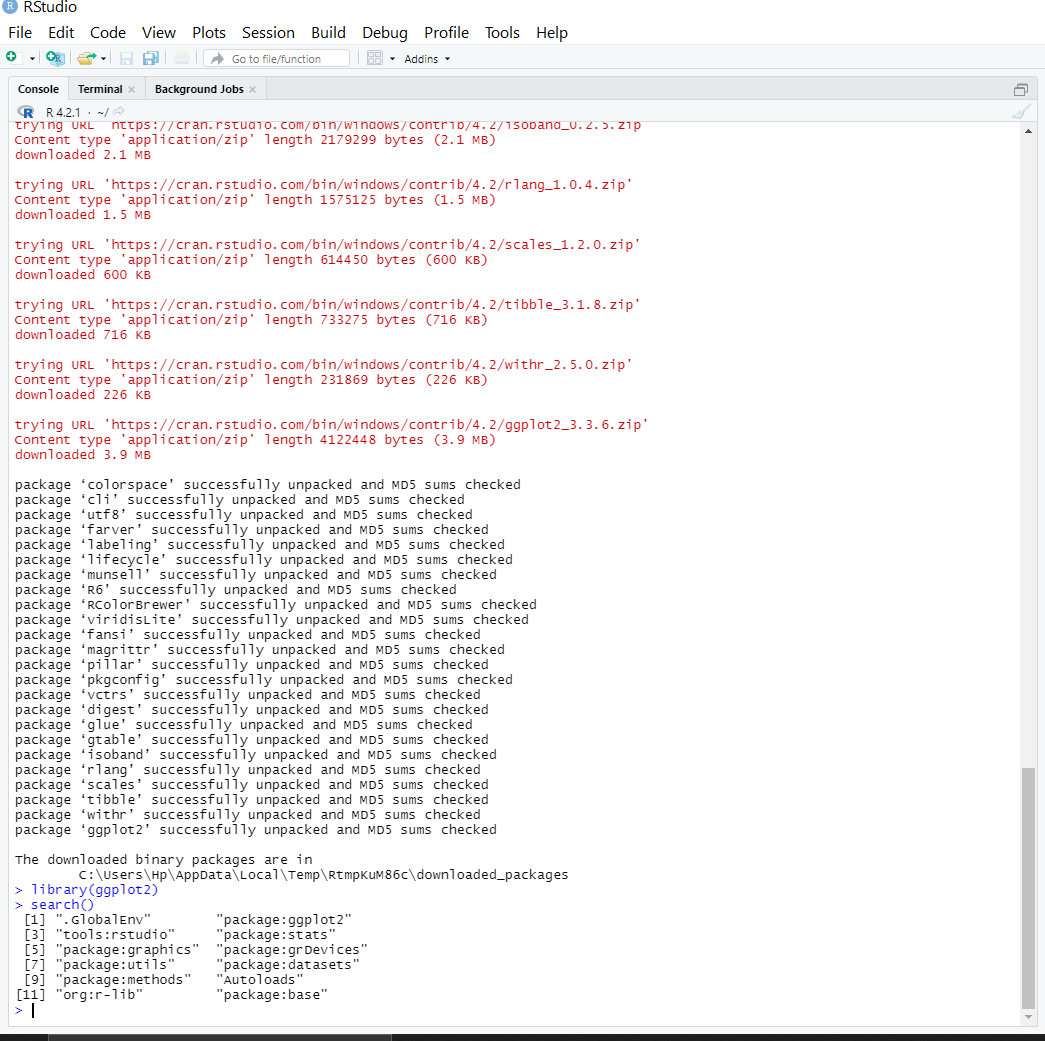 RStudio
File Edit Code View Plots Session Build Debug Profile Tools Help
Go to file/function Addins
Console Terminal Background Jobs
R 4.2.1 · ~/
trying URL 'https://cran.rstudio.com/bin/windows/contrib/4.2/isoband_0.2.5.zip'
Content type 'application/zip' length 2179299 bytes (2.1 MB)
downloaded 2.1 MB
trying URL 'https://cran.rstudio.com/bin/windows/contrib/4.2/rlang_1.0.4.zip'
Content type 'application/zip' length 1575125 bytes (1.5 MB)
downloaded 1.5 MB
trying URL 'https://cran.rstudio.com/bin/windows/contrib/4.2/scales_1.2.0.zip'
Content type 'application/zip' length 614450 bytes (600 KB)
downloaded 600 KB
trying URL 'https://cran.rstudio.com/bin/windows/contrib/4.2/tibble_3.1.8.zip'
Content type 'application/zip' length 733275 bytes (716 KB)
downloaded 716 KB
trying URL 'https://cran.rstudio.com/bin/windows/contrib/4.2/withr_2.5.0.zip'
Content type 'application/zip' length 231869 bytes (226 KB)
downloaded 226 KB
trying URL 'https://cran.rstudio.com/bin/windows/contrib/4.2/ggplot2_3.3.6.zip'
Content type 'application/zip' length 4122448 bytes (3.9 MB)
downloaded 3.9 MB
package ‘colorspace’ successfully unpacked and MD5 sums checked
package ‘cli’ successfully unpacked and MD5 sums checked
package ‘utf8’ successfully unpacked and MD5 sums checked
package ‘farver’ successfully unpacked and MD5 sums checked
package ‘labeling’ successfully unpacked and MD5 sums checked
package ‘lifecycle’ successfully unpacked and MD5 sums checked
package ‘munsell’ successfully unpacked and MD5 sums checked
package ‘R6’ successfully unpacked and MD5 sums checked
package ‘RColorBrewer’ successfully unpacked and MD5 sums checked
package ‘viridisLite’ successfully unpacked and MD5 sums checked
package ‘fansi’ successfully unpacked and MD5 sums checked
package ‘magrittr’ successfully unpacked and MD5 sums checked
package ‘pillar’ successfully unpacked and MD5 sums checked
package ‘pkgconfig’ successfully unpacked and MD5 sums checked
package ‘vctrs’ successfully unpacked and MD5 sums checked
package ‘digest’ successfully unpacked and MD5 sums checked
package ‘glue’ successfully unpacked and MD5 sums checked
package ‘gtable’ successfully unpacked and MD5 sums checked
package ‘isoband’ successfully unpacked and MD5 sums checked
package ‘rlang’ successfully unpacked and MD5 sums checked
package ‘scales’ successfully unpacked and MD5 sums checked
package ‘tibble’ successfully unpacked and MD5 sums checked
package ‘withr’ successfully unpacked and MD5 sums checked
package ‘ggplot2’ successfully unpacked and MD5 sums checked
The downloaded binary packages are in
C:\Users\Hp\AppData\Local\Temp\RtmpKuM86c\downloaded_packages
> library(ggplot2)
> search()
[1] ".GlobalEnv" "package:ggplot2"
[3] "tools:rstudio" "package:stats"
[5] "package:graphics" "package:grDevices"
[7] "package:utils" "package:datasets"
[9] "package:methods" "Autoloads"
[11] "org:r-lib" "package:base"
>